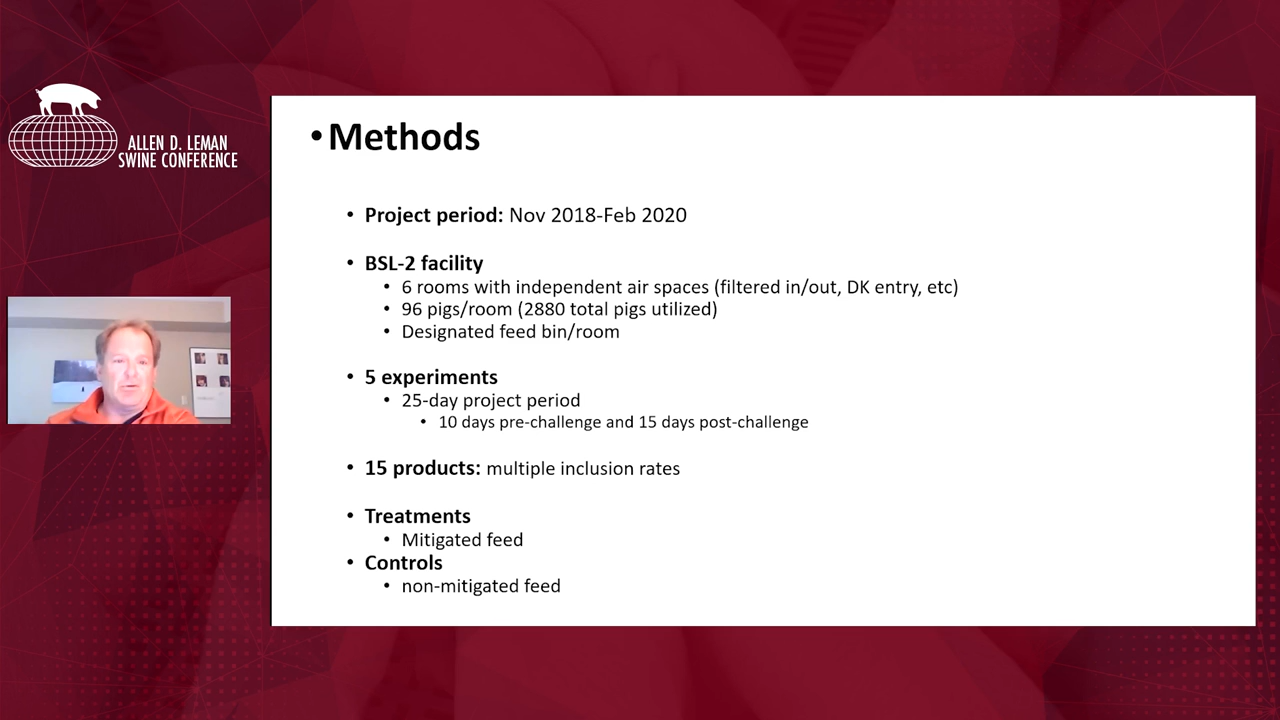 ALLEN D. LEMAN
SWINE CONFERENCE
•Methods
• Project period: Nov 2018-Feb 2020
• BSL-2 facility
• 6 rooms with independent air spaces (filtered in/out, DK entry, etc)
• 96 pigs/room (2880 total pigs utilized)
• Designated feed bin/room
• 5 experiments
• 25-day project period
• 10 days pre-challenge and 15 days post-challenge
• 15 products: multiple inclusion rates
• Treatments
• Mitigated feed
• Controls
• non-mitigated feed